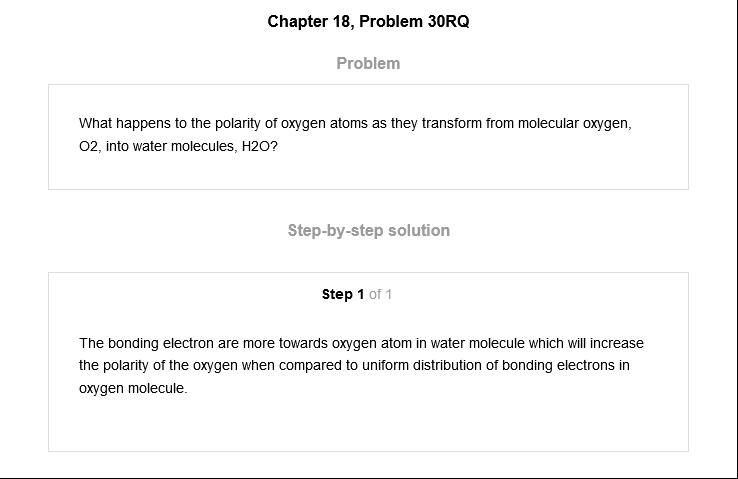 Chapter 18, Problem 30RQ
Problem
What happens to the polarity of oxygen atoms as they transform from molecular oxygen,
O2, into water molecules, H2O?
Step-by-step solution
Step 1 of 1
The bonding electron are more towards oxygen atom in water molecule which will increase
the polarity of the oxygen when compared to uniform distribution of bonding electrons in
oxygen molecule.